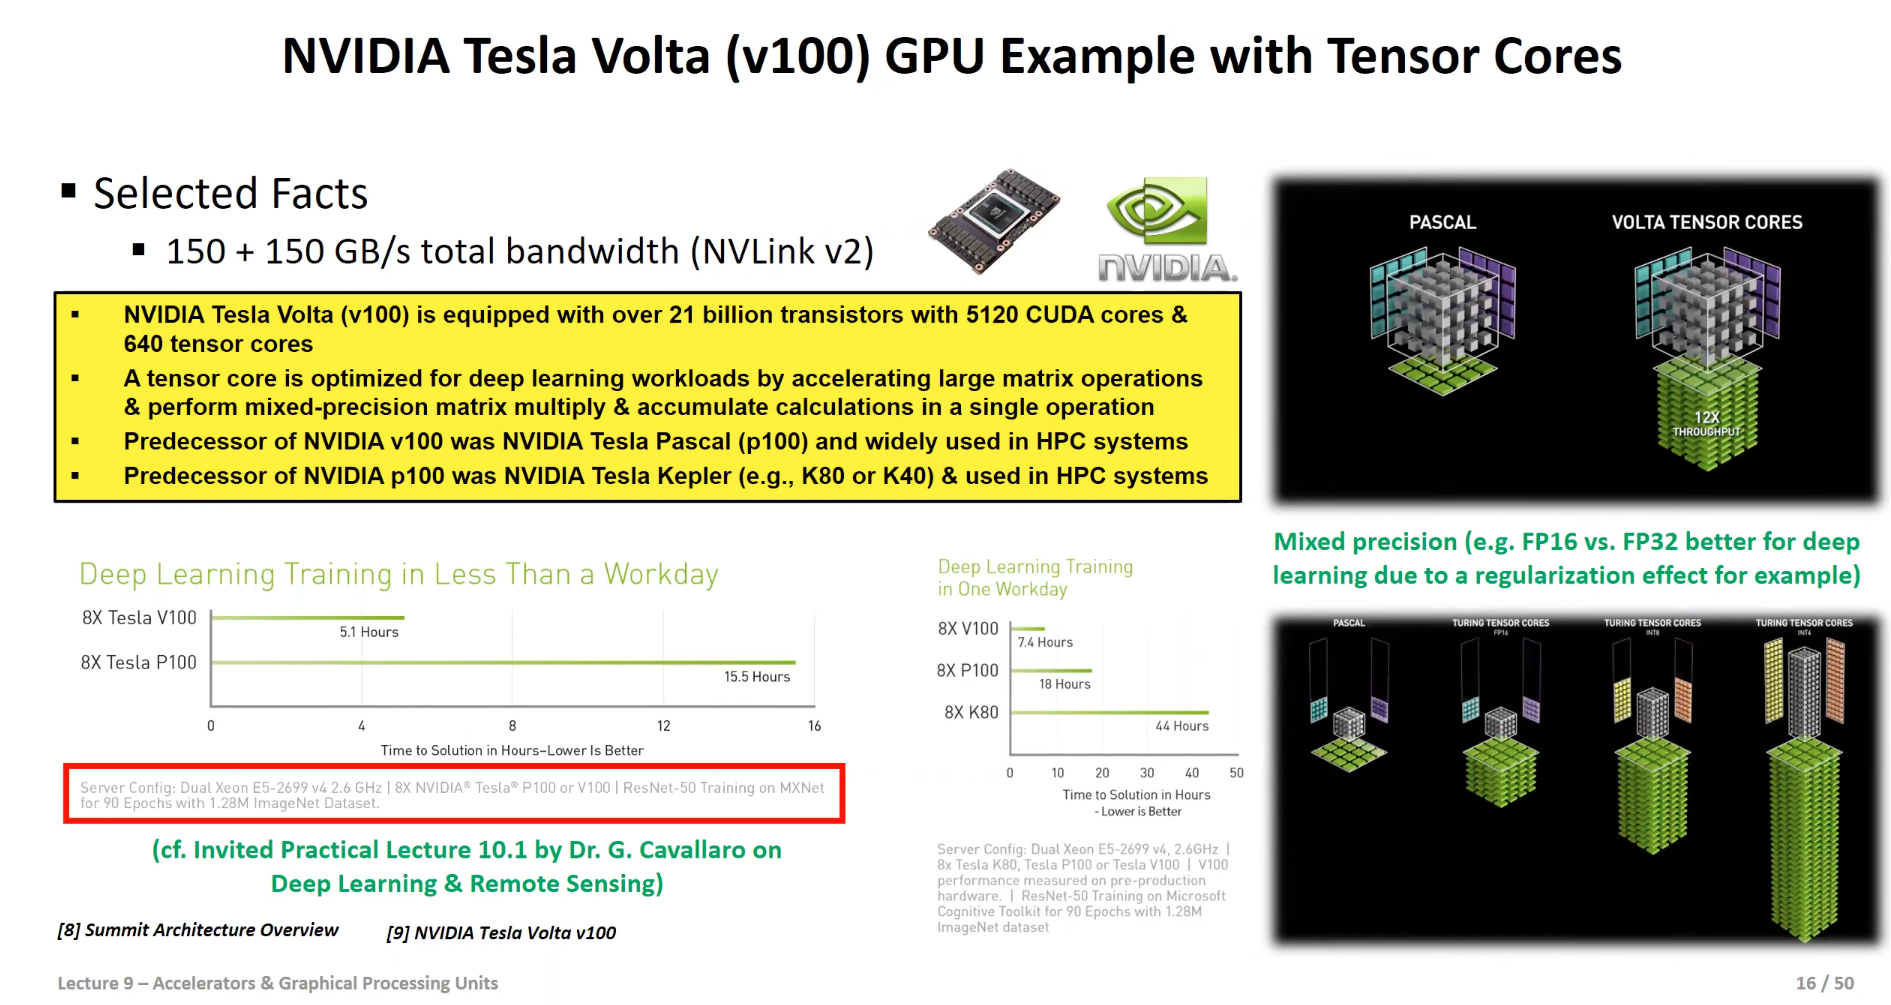 NVIDIA Tesla Volta (v100) GPU Example with Tensor Cores
▪ Selected Facts
▪ 150 + 150 GB/s total bandwidth (NVLink v2)
NVIDIA.
▪ NVIDIA Tesla Volta (v100) is equipped with over 21 billion transistors with 5120 CUDA cores &
640 tensor cores
▪ A tensor core is optimized for deep learning workloads by accelerating large matrix operations
& perform mixed-precision matrix multiply & accumulate calculations in a single operation
▪ Predecessor of NVIDIA v100 was NVIDIA Tesla Pascal (p100) and widely used in HPC systems
▪ Predecessor of NVIDIA p100 was NVIDIA Tesla Kepler (e.g., K80 or K40) & used in HPC systems
PASCAL
VOLTA TENSOR CORES
12X
THROUGHPUT
Mixed precision (e.g. FP16 vs. FP32 better for deep
learning due to a regularization effect for example)
Deep Learning Training in Less Than a Workday
8X Tesla V100
5.1 Hours
8X Tesla P100
15.5 Hours
0 4 8 12 16
Time to Solution in Hours–Lower Is Better
Server Config: Dual Xeon E5-2699 v4 2.6 GHz | 8X NVIDIA® Tesla® P100 or V100 | ResNet-50 Training on MXNet
for 90 Epochs with 1.28M ImageNet Dataset.
(cf. Invited Practical Lecture 10.1 by Dr. G. Cavallaro on
Deep Learning & Remote Sensing)
Deep Learning Training
in One Workday
8X V100
7.4 Hours
8X P100
18 Hours
8X K80
44 Hours
0 10 20 30 40 50
Time to Solution in Hours
- Lower is Better
Server Config: Dual Xeon E5-2699 v4, 2.6GHz |
8x Tesla K80, Tesla P100 or Tesla V100 | V100
performance measured on pre-production
hardware. | ResNet-50 Training on Microsoft
Cognitive Toolkit for 90 Epochs with 1.28M
ImageNet dataset
PASCAL
TURING TENSOR CORES
FP16
TURING TENSOR CORES
INT8
TURING TENSOR CORES
INT4
[8] Summit Architecture Overview
[9] NVIDIA Tesla Volta v100
Lecture 9 – Accelerators & Graphical Processing Units
16 / 50